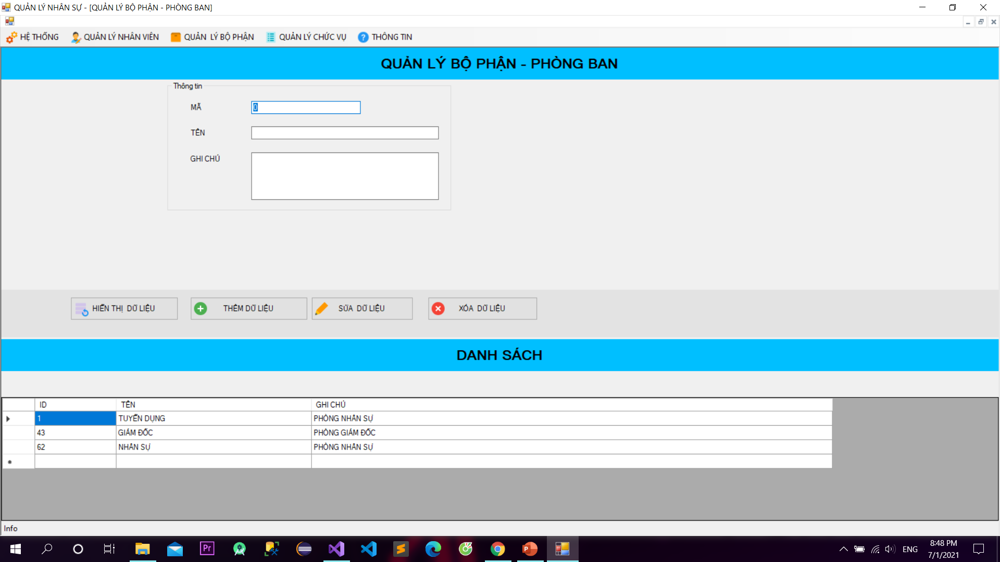 QUẢN LÝ NHÂN SỰ - [QUẢN LÝ BỘ PHẬN - PHÒNG BAN]
HỆ THỐNG QUẢN LÝ NHÂN VIÊN QUẢN LÝ BỘ PHẬN QUẢN LÝ CHỨC VỤ THÔNG TIN
QUẢN LÝ BỘ PHẬN - PHÒNG BAN
Thông tin
MÃ 0
TÊN
GHI CHÚ
HIỂN THỊ DỮ LIỆU THÊM DỮ LIỆU SỬA DỮ LIỆU XÓA DỮ LIỆU
DANH SÁCH
ID TÊN GHI CHÚ
1 TUYỂN DỤNG PHÒNG NHÂN SỰ
43 GIÁM ĐỐC PHÒNG GIÁM ĐỐC
62 NHÂN SỰ PHÒNG NHÂN SỰ
Info
Pr
P
ENG
8:48 PM
7/1/2021